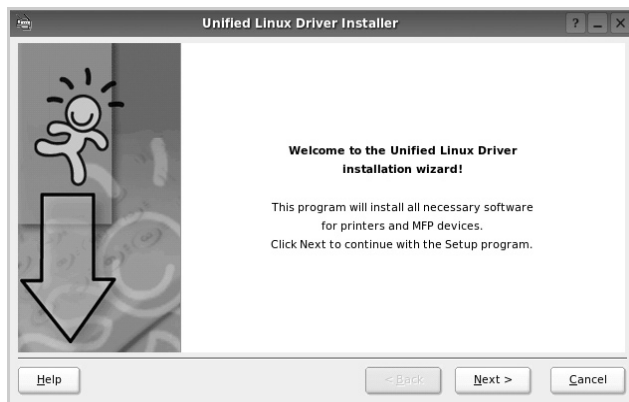 Unified Linux Driver Installer
Welcome to the Unified Linux Driver
installation wizard!
This program will install all necessary software
for printers and MFP devices.
Click Next to continue with the Setup program.
Help
< Back
Next >
Cancel